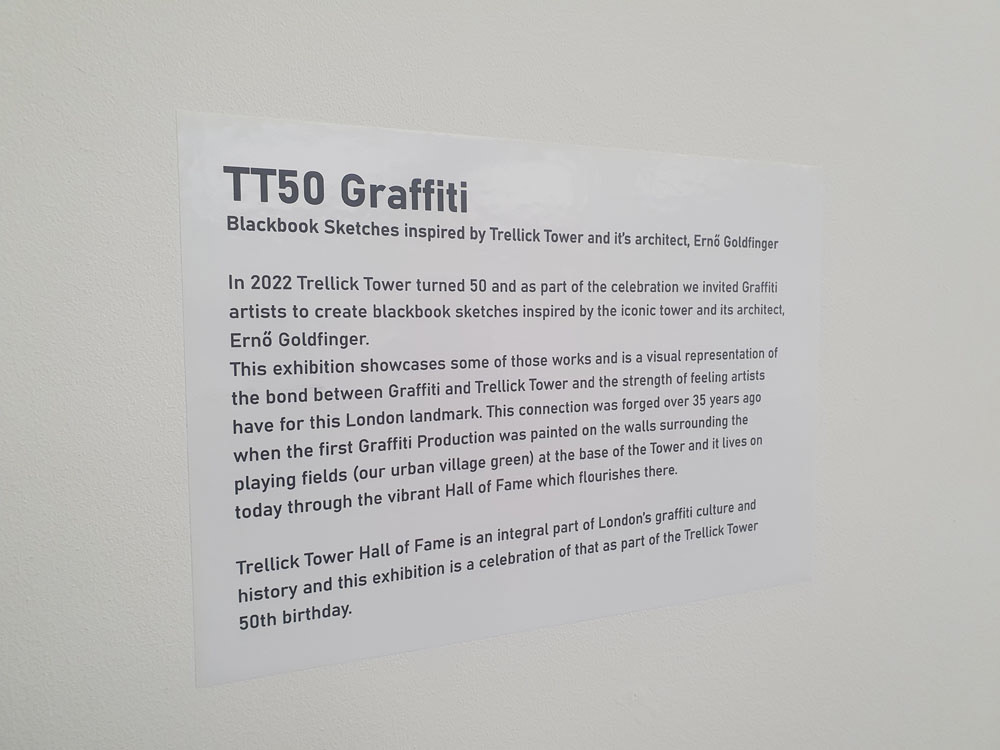 TT50 Graffiti
Blackbook Sketches inspired by Trellick Tower and it's architect, Ernő Goldfinger
In 2022 Trellick Tower turned 50 and as part of the celebration we invited Graffiti
artists to create blackbook sketches inspired by the iconic tower and its architect,
Ernő Goldfinger.
This exhibition showcases some of those works and is a visual representation of
the bond between Graffiti and Trellick Tower and the strength of feeling artists
have for this London landmark. This connection was forged over 35 years ago
when the first Graffiti Production was painted on the walls surrounding the
playing fields (our urban village green) at the base of the Tower and it lives on
today through the vibrant Hall of Fame which flourishes there.
Trellick Tower Hall of Fame is an integral part of London's graffiti culture and
history and this exhibition is a celebration of that as part of the Trellick Tower
50th birthday.